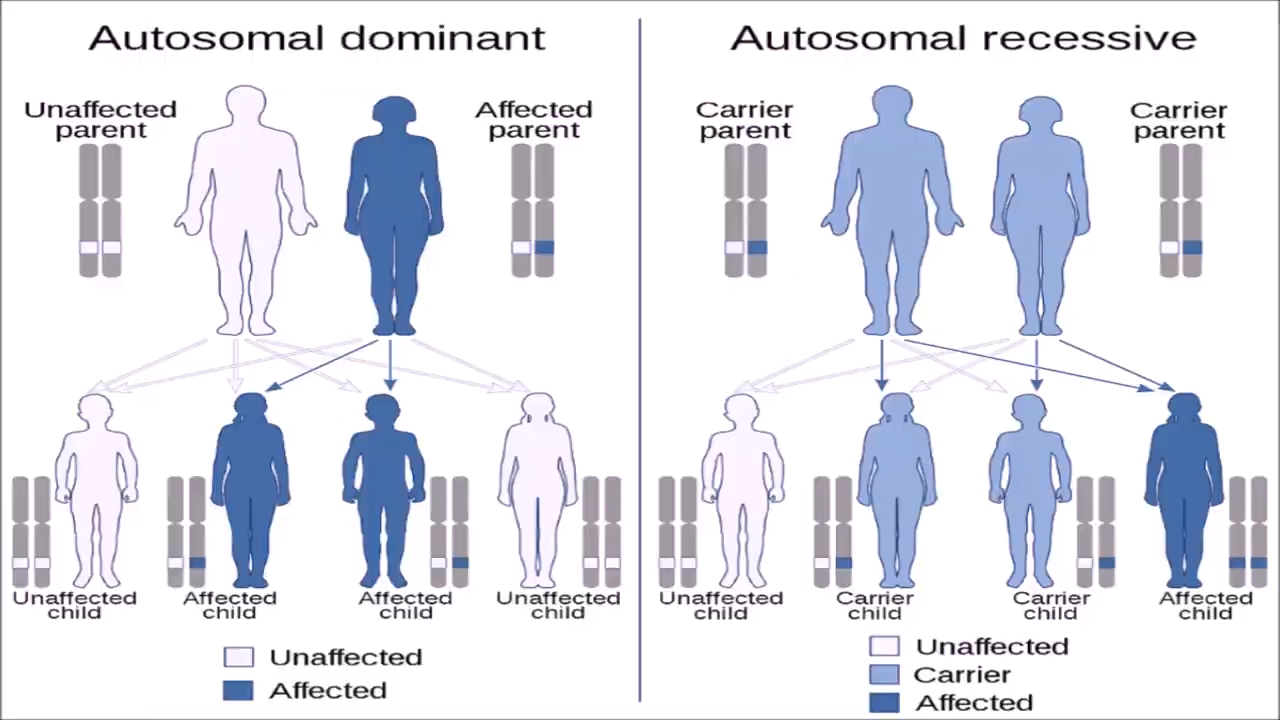 Autosomal dominant
Unaffected
parent
Affected
parent
Unaffected
child
Affected
child
Affected
child
Unaffected
child
Unaffected
Affected
Autosomal recessive
Carrier
parent
Carrier
parent
Unaffected
child
Carrier
child
Carrier
child
Affected
child
Unaffected
Carrier
Affected